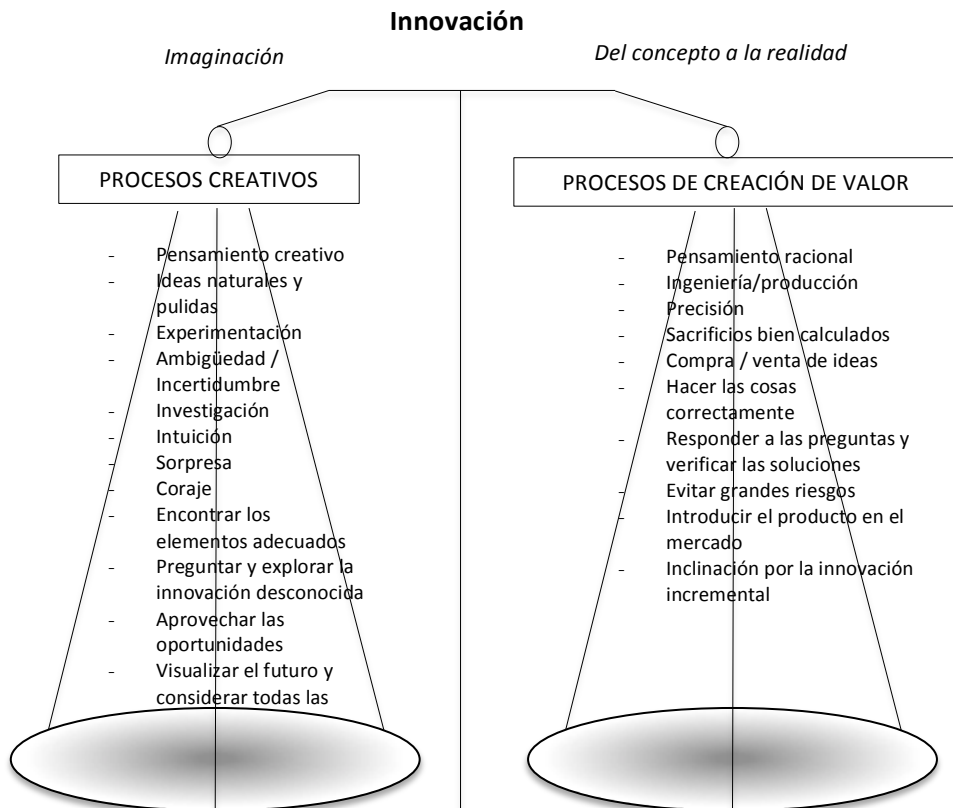 Innovación
Imaginación
Del concepto a la realidad
PROCESOS CREATIVOS
- Pensamiento creativo
- Ideas naturales y
pulidas
- Experimentación
- Ambigüedad /
Incertidumbre
- Investigación
- Intuición
- Sorpresa
- Coraje
- Encontrar los
elementos adecuados
- Preguntar y explorar la
innovación desconocida
- Aprovechar las
oportunidades
- Visualizar el futuro y
considerar todas las
PROCESOS DE CREACIÓN DE VALOR
- Pensamiento racional
- Ingeniería/producción
- Precisión
- Sacrificios bien calculados
- Compra / venta de ideas
- Hacer las cosas
correctamente
- Responder a las preguntas y
verificar las soluciones
- Evitar grandes riesgos
- Introducir el producto en el
mercado
- Inclinación por la innovación
incremental